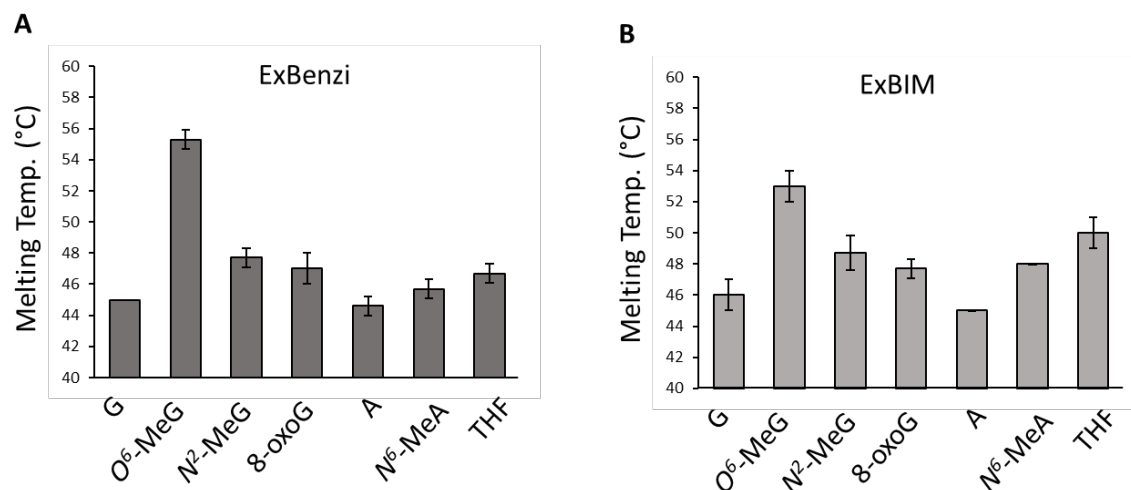 A
ExBenzi
Melting Temp. (°C)
60
58
56
54
52
50
48
46
44
42
40
G
O⁶-MeG
N²-MeG
8-oxoG
A
N⁶-MeA
THF
B
ExBIM
Melting Temp. (°C)
60
58
56
54
52
50
48
46
44
42
40
G
O⁶-MeG
N²-MeG
8-oxoG
A
N⁶-MeA
THF